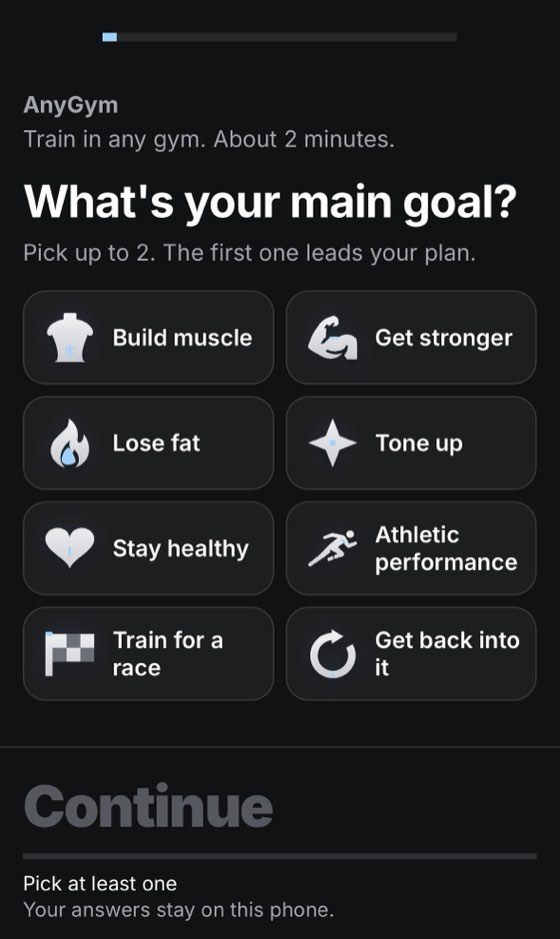 AnyGym
Train in any gym. About 2 minutes.
What's your main goal?
Pick up to 2. The first one leads your plan.
Build muscle
Get stronger
Lose fat
Tone up
Stay healthy
Athletic
performance
Train for a
race
Get back into
it
Continue
Pick at least one
Your answers stay on this phone.